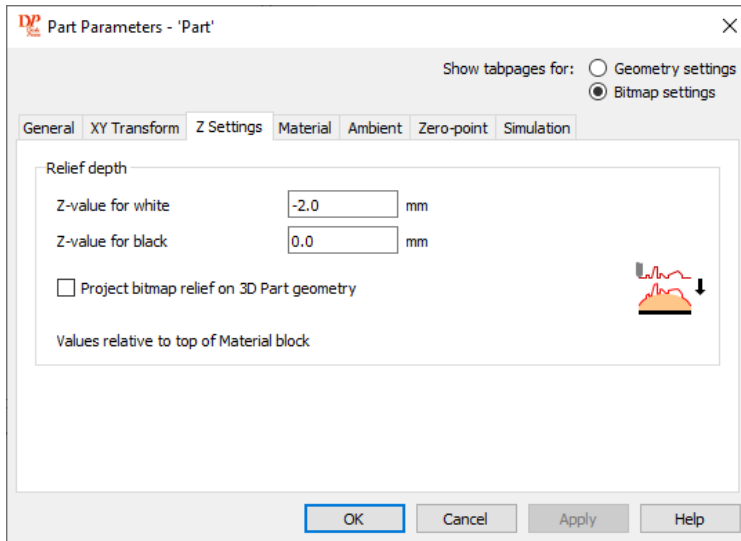 DP
Part Parameters - 'Part'
Show tabpages for:
Geometry settings
Bitmap settings
General XY Transform Z Settings Material Ambient Zero-point Simulation
Relief depth
Z-value for white -2.0 mm
Z-value for black 0.0 mm
Project bitmap relief on 3D Part geometry
Values relative to top of Material block
OK Cancel Apply Help